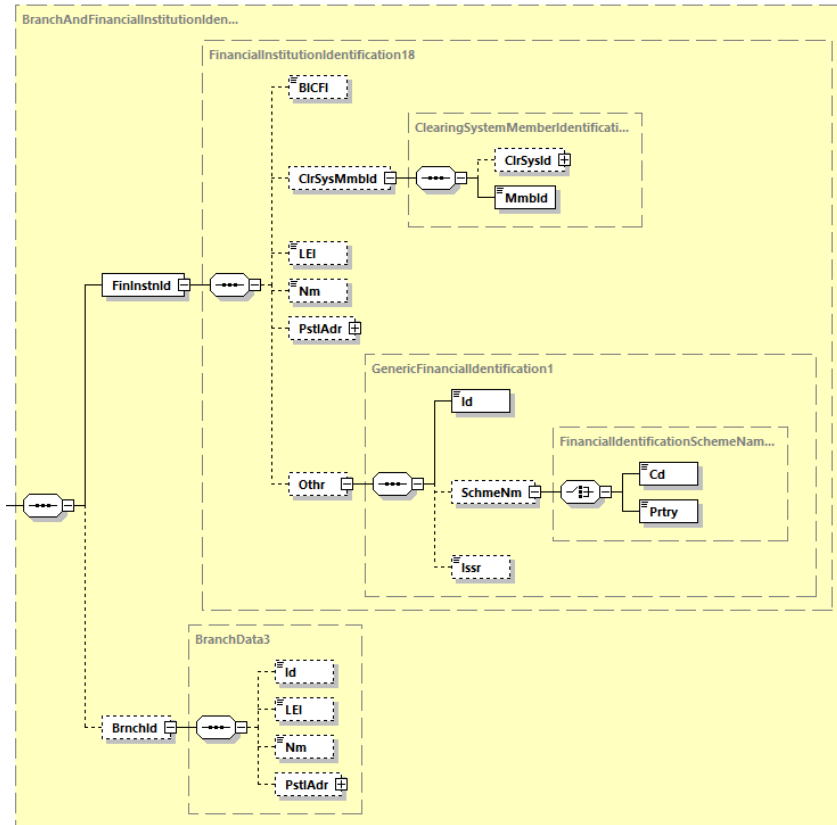 BranchAndFinancialInstitutionIden...
FinancialInstitutionIdentification18
BICFI
ClearingSystemMemberIdentificati...
ClrSysId
ClrSysMmbId
MmbId
LEI
FinInstnId
Nm
PstlAdr
GenericFinancialIdentification1
Id
FinancialIdentificationSchemeNam...
Cd
Othr
SchmeNm
Prtry
Issr
BranchData3
Id
LEI
BrnchId
Nm
PstlAdr